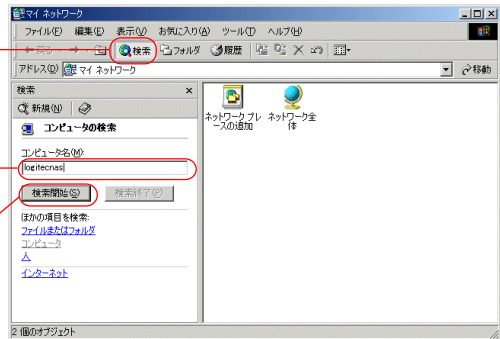 マイ ネットワーク
ファイル(F) 編集(E) 表示(V) お気に入り(A) ツール(T) ヘルプ(H)
戻る 検索 フォルダ 履歴
アドレス(D) マイ ネットワーク 移動
検索
新規(N)
コンピュータの検索
コンピュータ名(M):
logitecnas
検索開始(S) 検索終了(P)
ほかの項目を検索:
ファイルまたはフォルダ
コンピュータ
人
インターネット
ネットワーク プレ
ースの追加
ネットワーク全
体
2 個のオブジェクト